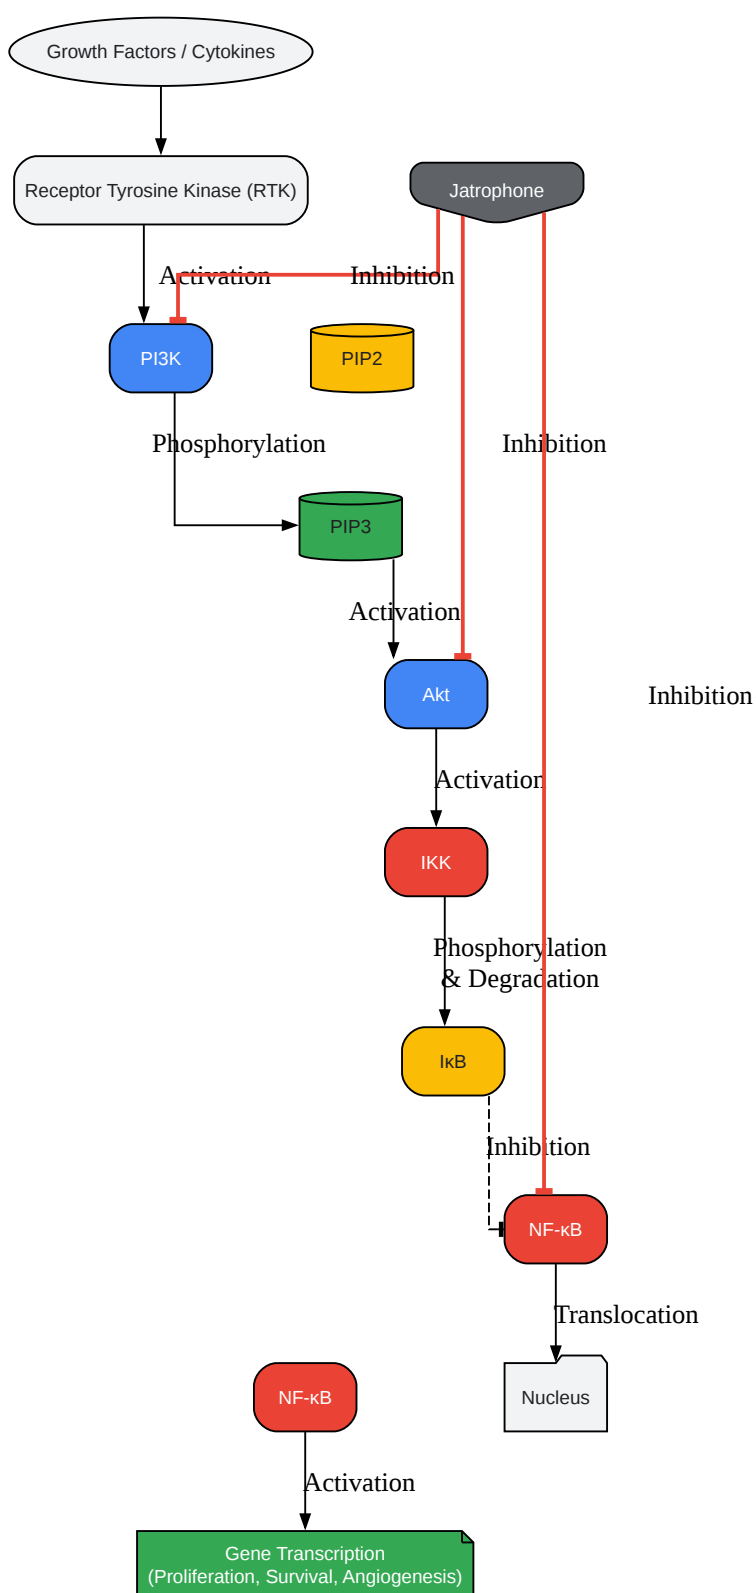 Growth Factors / Cytokines
Receptor Tyrosine Kinase (RTK)
Jatrophone
Activation
Inhibition
PI3K
PIP2
Phosphorylation
Inhibition
PIP3
Activation
Akt
Inhibition
Activation
IKK
Phosphorylation
& Degradation
IκB
Inhibition
NF-κB
Translocation
NF-κB
Nucleus
Activation
Gene Transcription
(Proliferation, Survival, Angiogenesis)